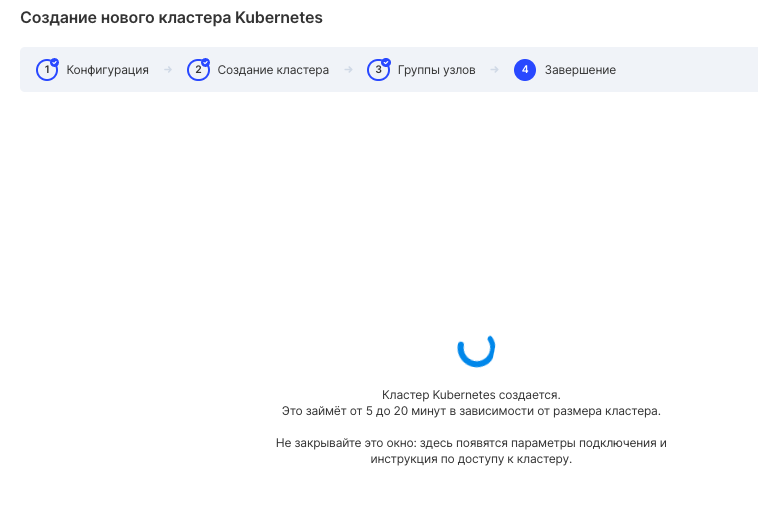 Создание нового кластера Kubernetes
1 Конфигурация → 2 Создание кластера → 3 Группы узлов → 4 Завершение
Кластер Kubernetes создается.
Это займёт от 5 до 20 минут в зависимости от размера кластера.
Не закрывайте это окно: здесь появятся параметры подключения и
инструкция по доступу к кластеру.